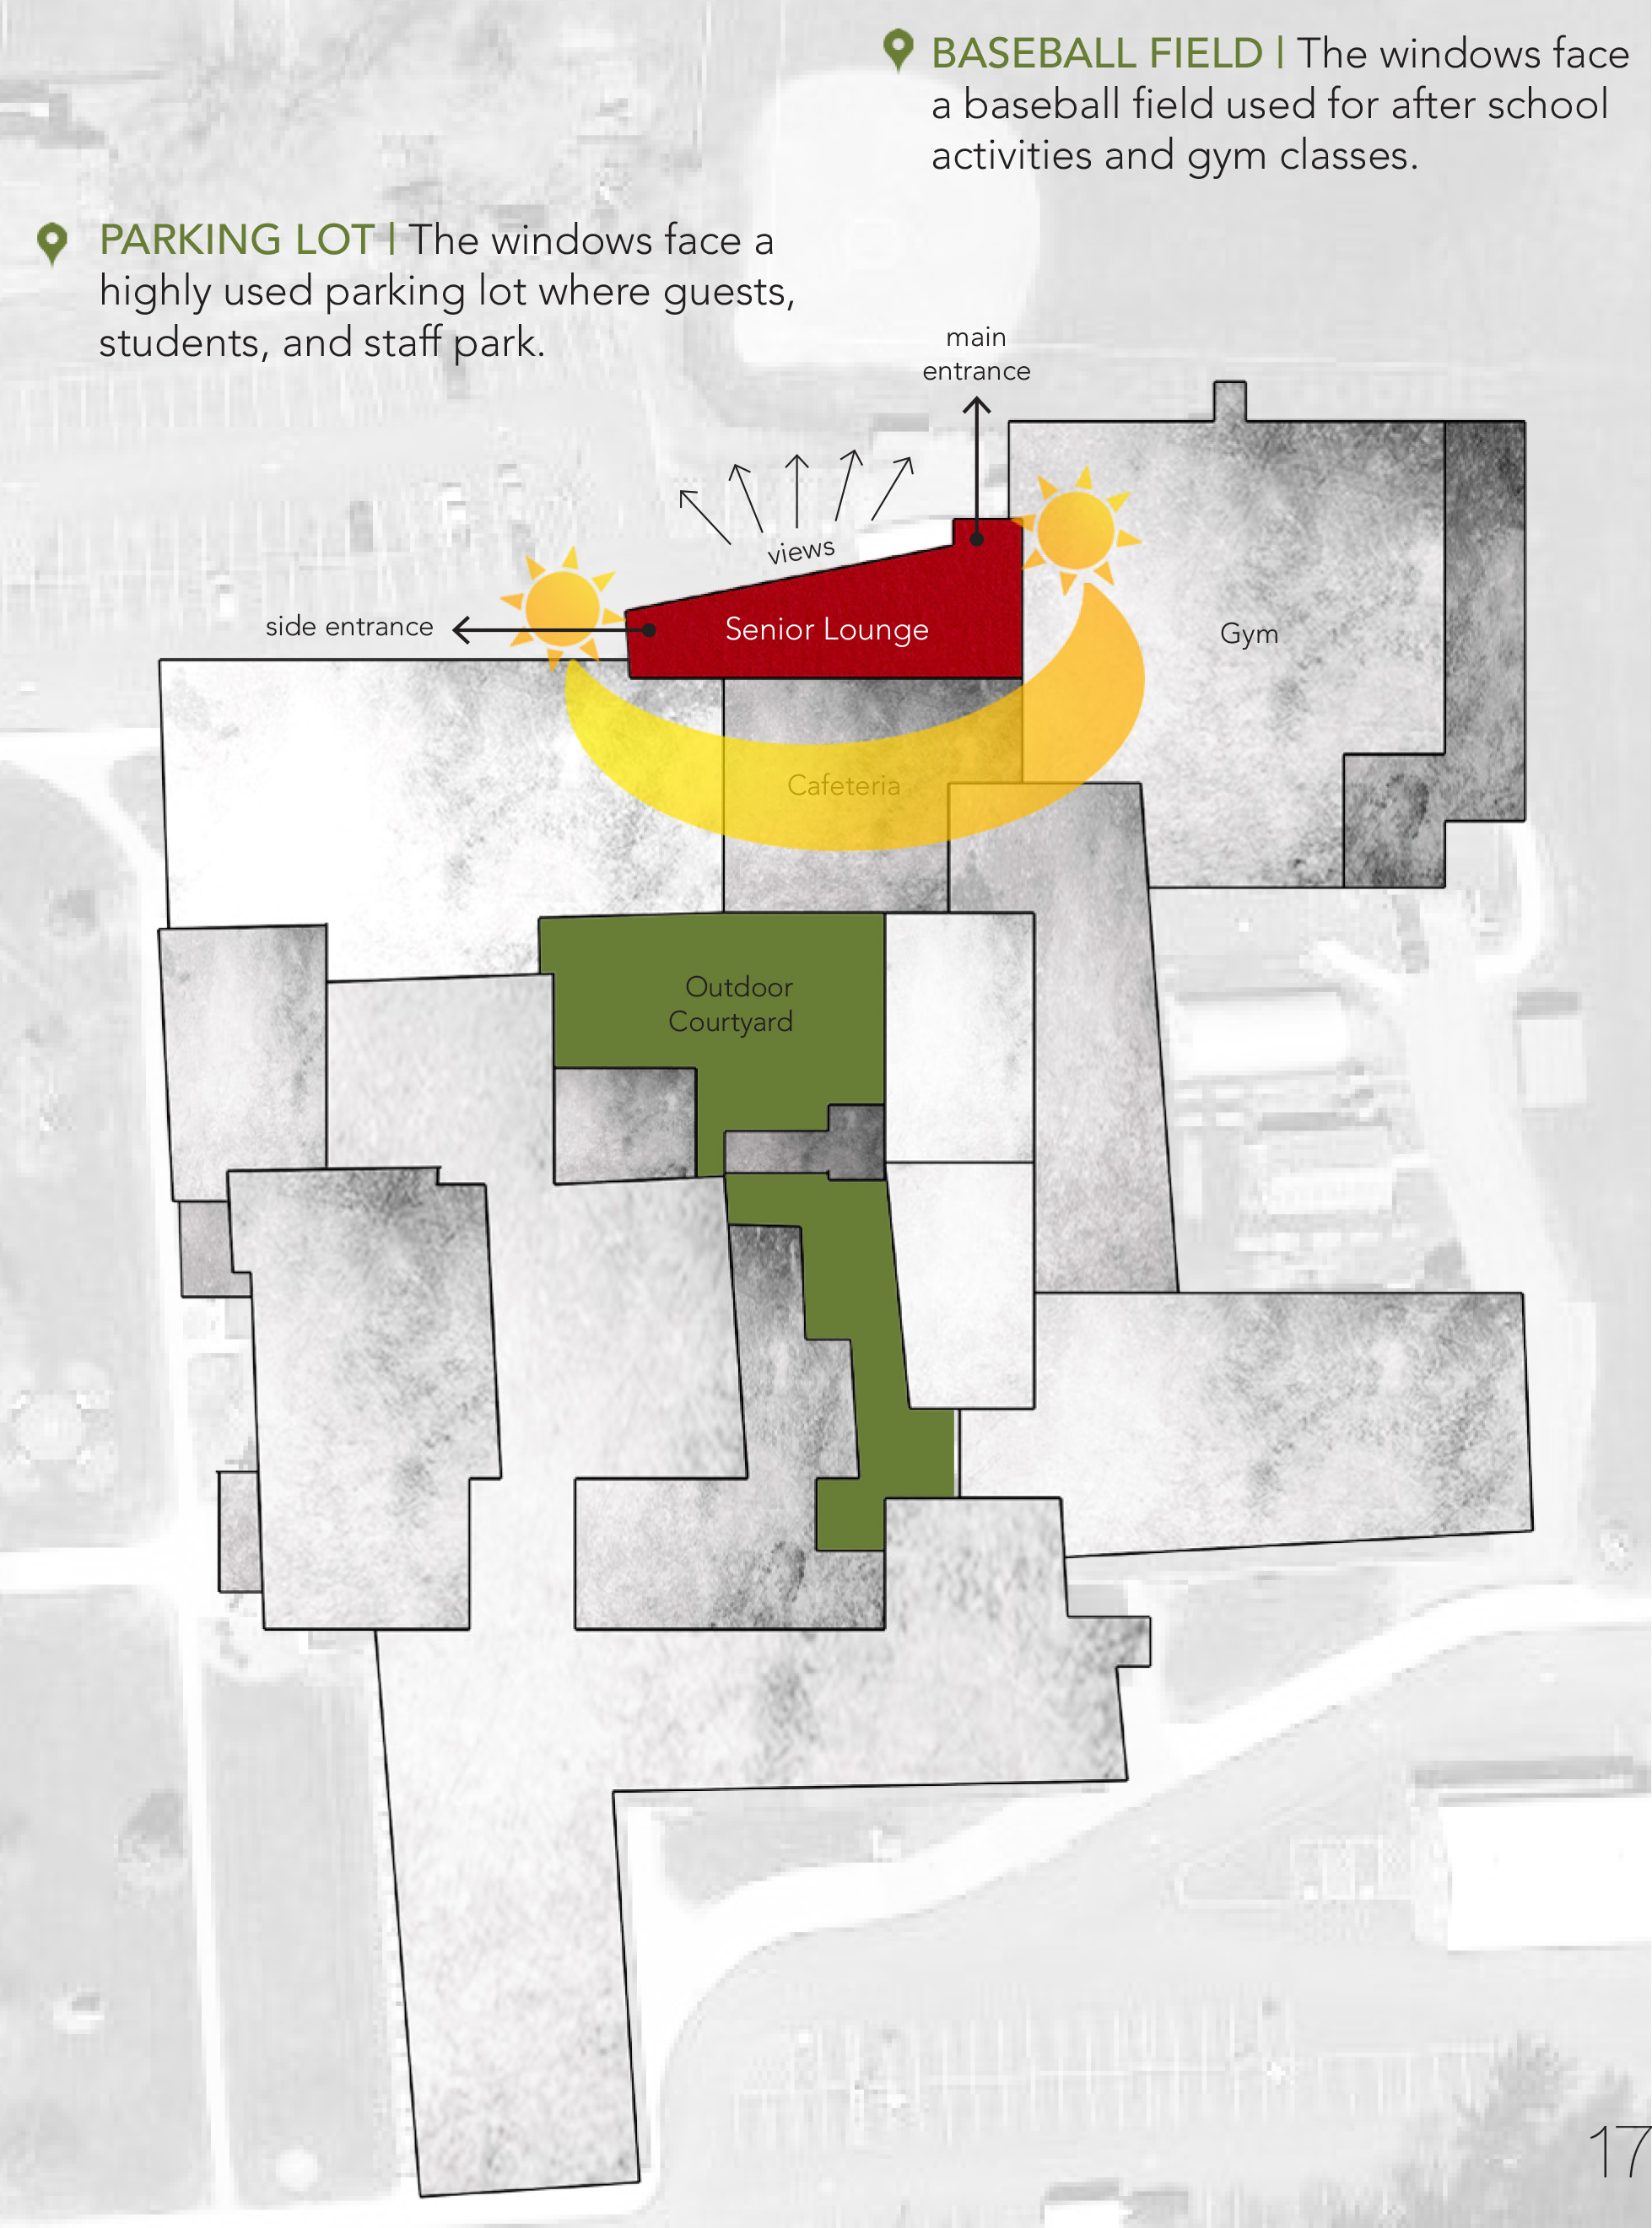 BASEBALL FIELD | The windows face
a baseball field used for after school
activities and gym classes.
PARKING LOT | The windows face a
highly used parking lot where guests,
students, and staff park.
main
entrance
views
side entrance
Senior Lounge
Gym
Cafeteria
Outdoor
Courtyard
17